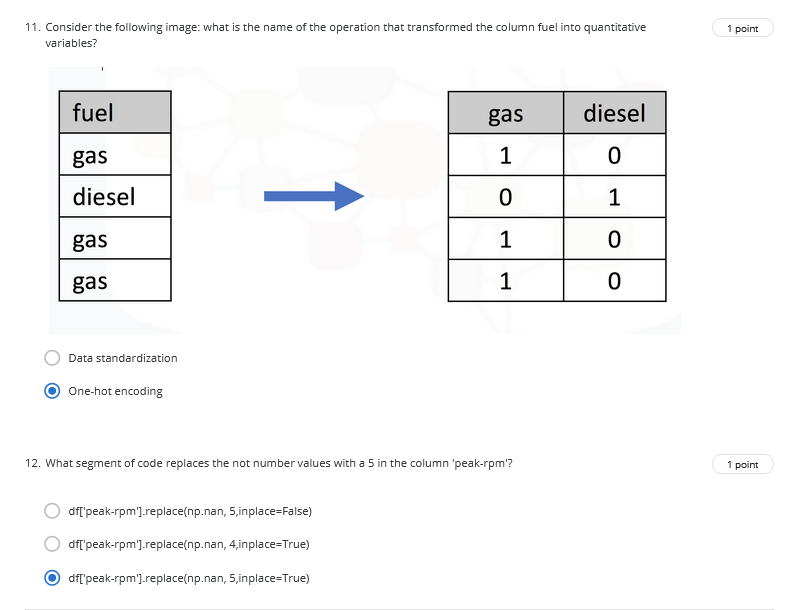 11. Consider the following image: what is the name of the operation that transformed the column fuel into quantitative
variables?
1 point
fuel
gas
diesel
gas
gas
gas diesel
1 0
0 1
1 0
1 0
Data standardization
One-hot encoding
12. What segment of code replaces the not number values with a 5 in the column 'peak-rpm'?
1 point
df['peak-rpm'].replace(np.nan, 5,inplace=False)
df['peak-rpm'].replace(np.nan, 4,inplace=True)
df['peak-rpm'].replace(np.nan, 5,inplace=True)